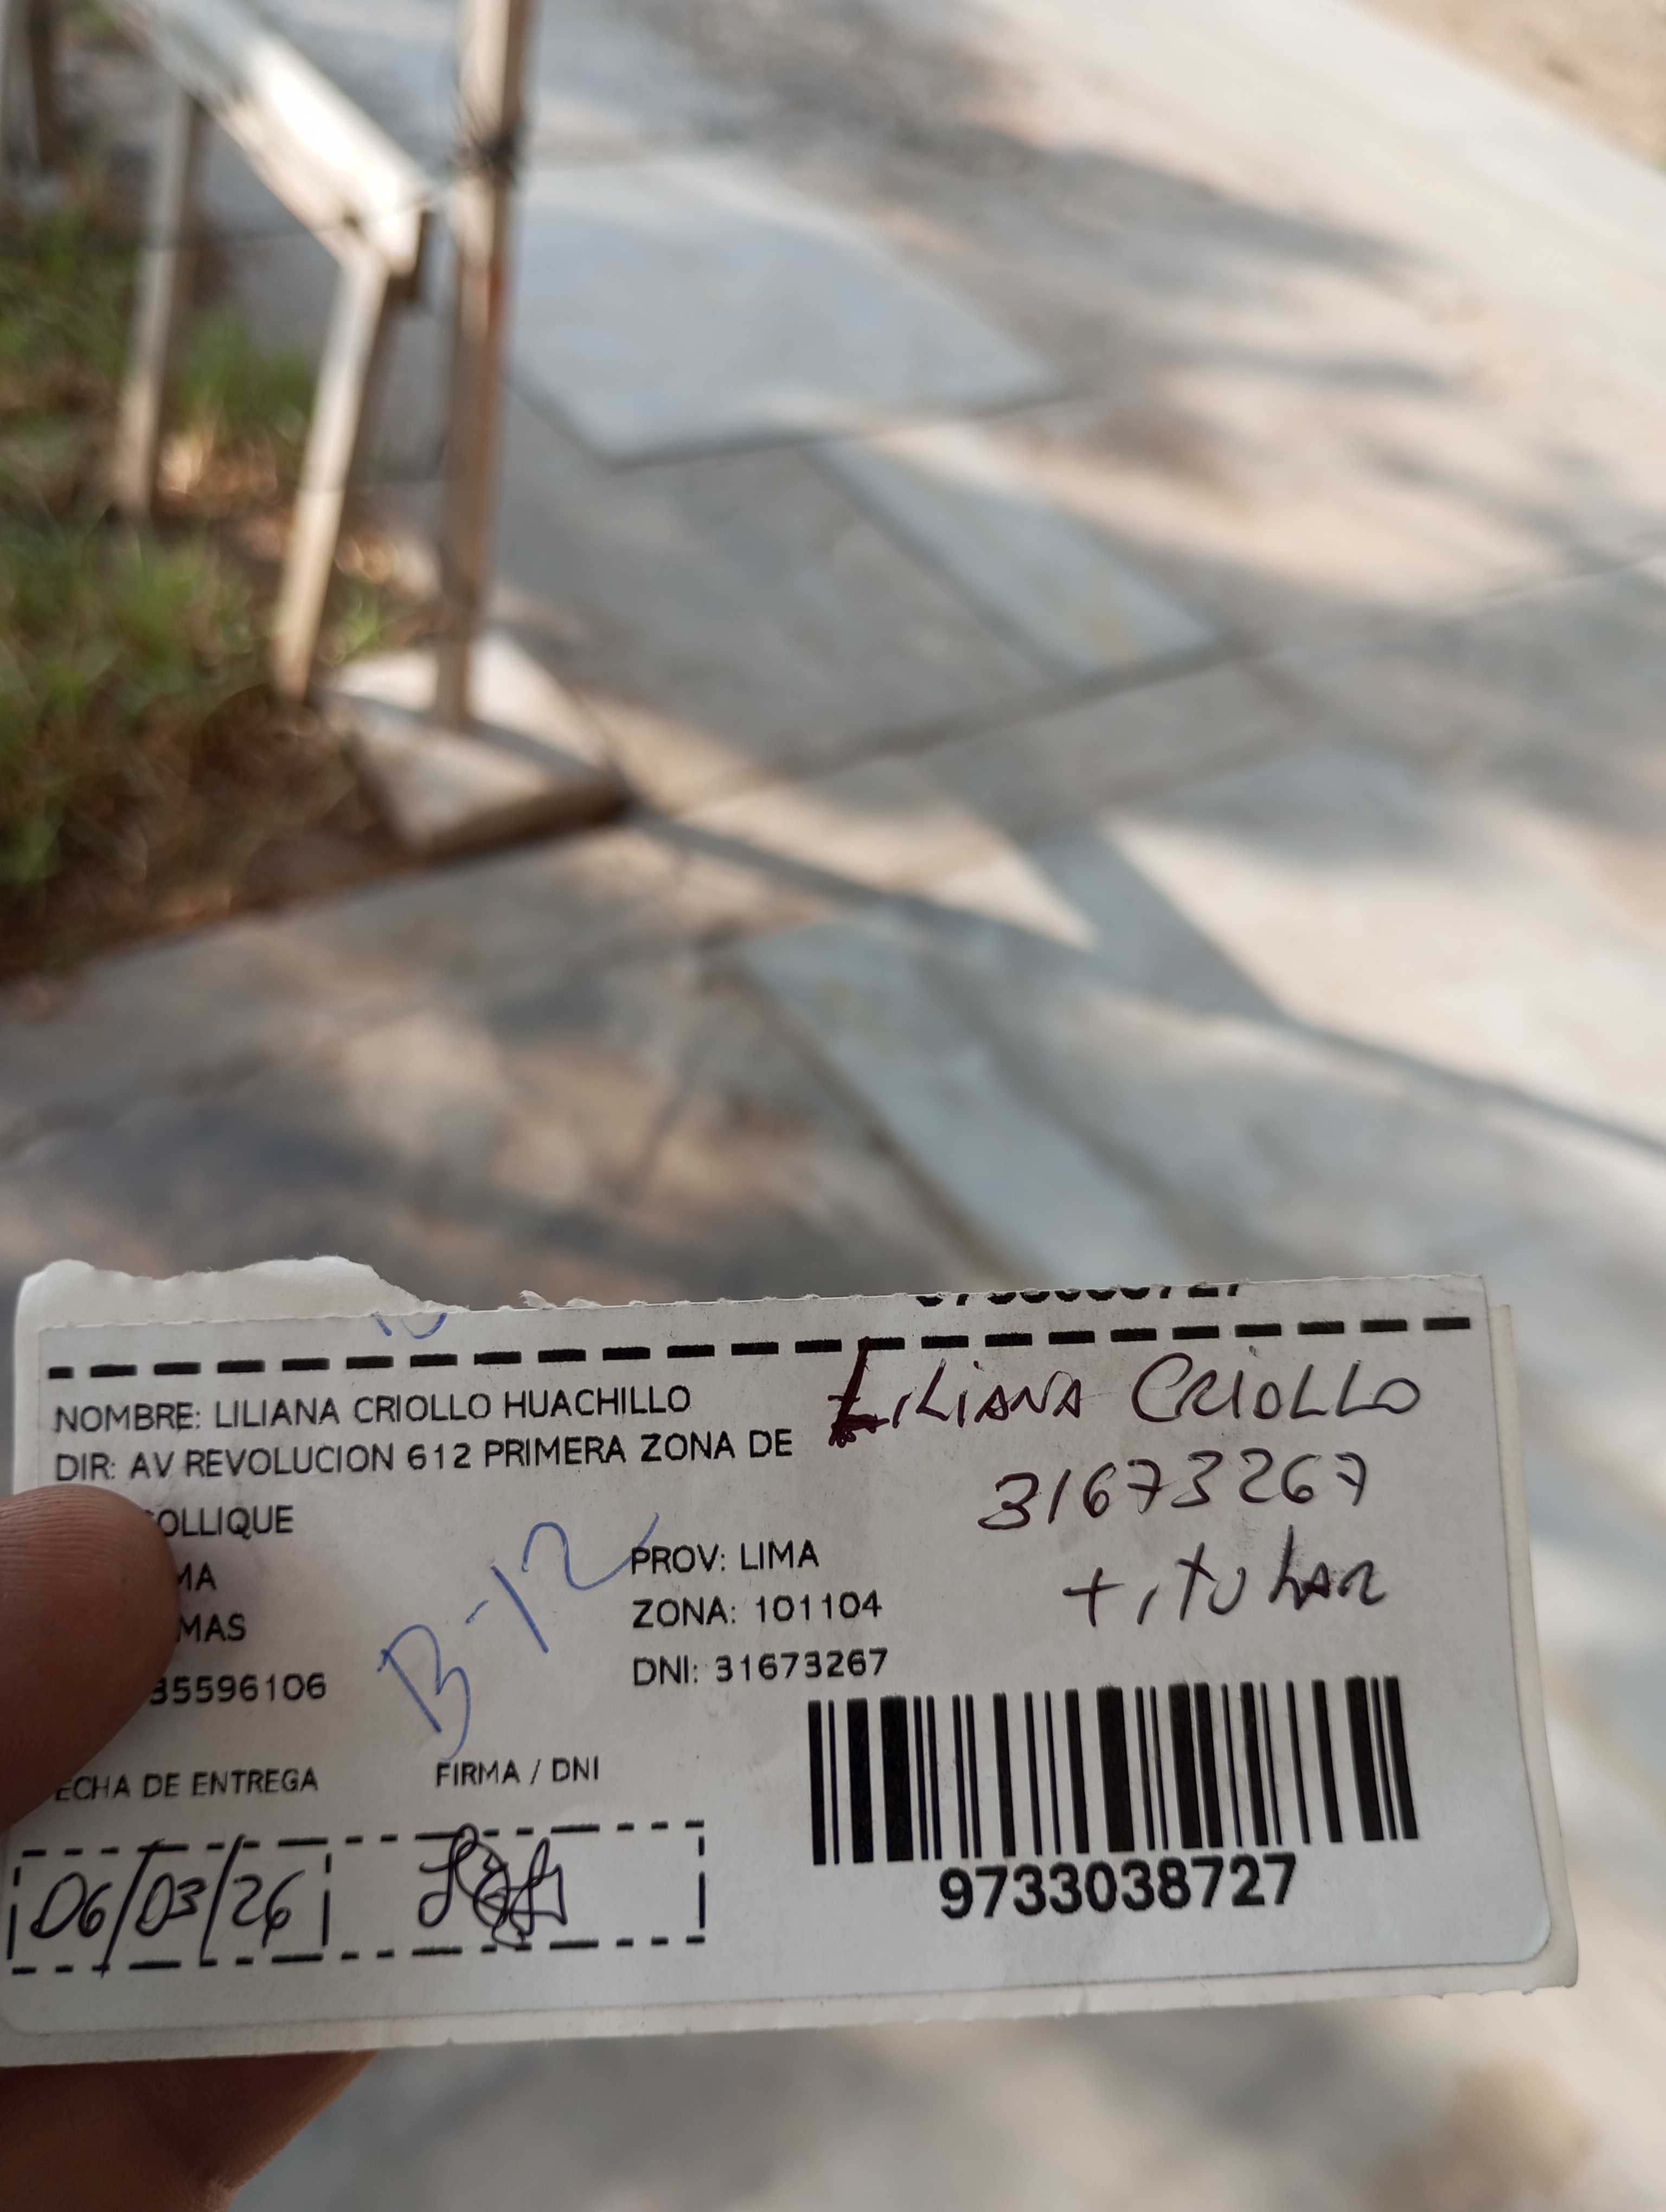 NOMBRE: LILIANA CRIOLLO HUACHILLO
DIR: AV REVOLUCION 612 PRIMERA ZONA DE
OLLIQUE
MA
MAS
35596106
B-12
PROV: LIMA
ZONA: 101104
DNI: 31673267
LILIANA CRIOLLO
31673267
titular
ECHA DE ENTREGA
FIRMA / DNI
06/03/26
9733038727